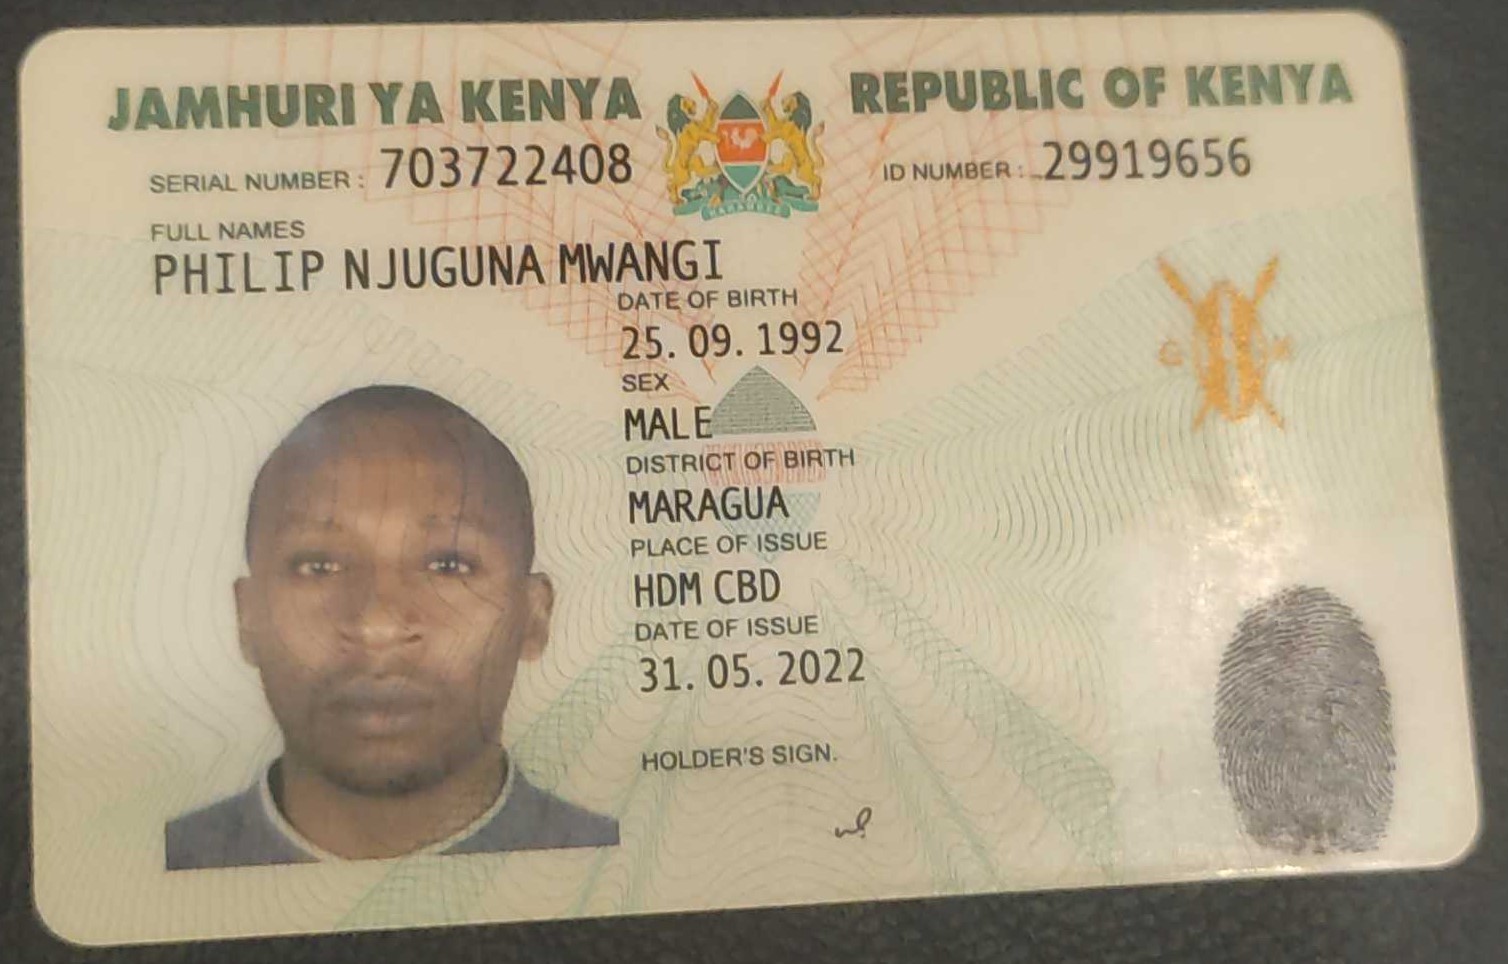 JAMHURI YA KENYA REPUBLIC OF KENYA
SERIAL NUMBER : 703722408 ID NUMBER : 29919656
FULL NAMES
PHILIP NJUGUNA MWANGI
DATE OF BIRTH
25. 09. 1992
SEX
MALE
DISTRICT OF BIRTH
MARAGUA
PLACE OF ISSUE
HDM CBD
DATE OF ISSUE
31. 05. 2022
HOLDER'S SIGN.